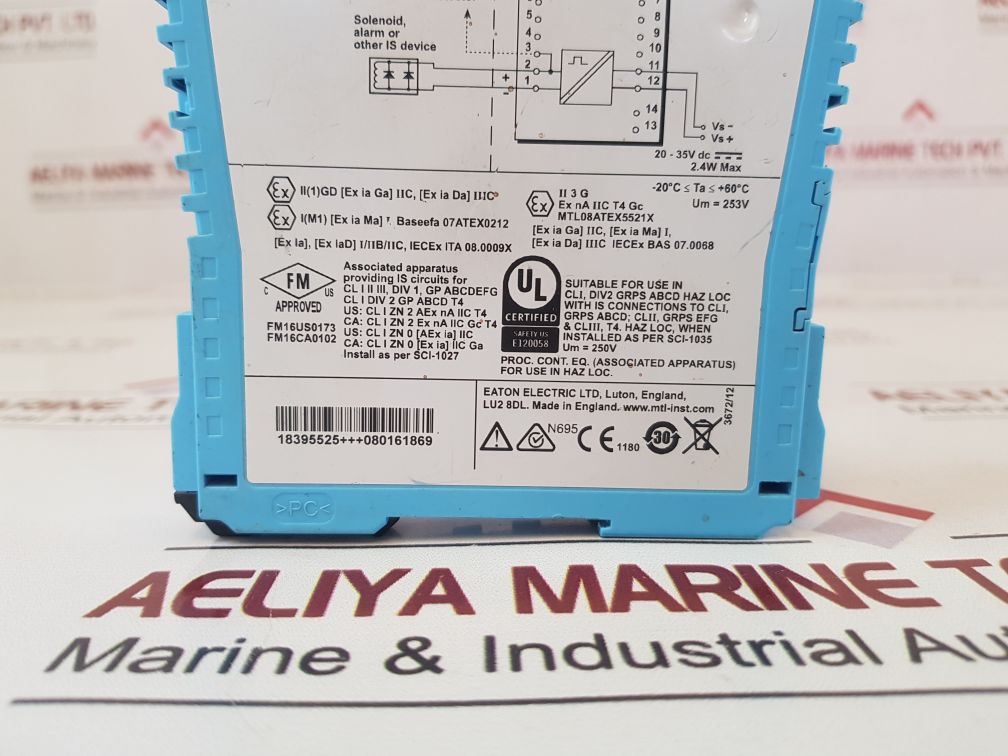 Solenoid,
alarm or
other IS device
5
4
3
2
1
+
-
8
9
10
11
12
14
13
Vs -
Vs +
20 - 35V dc
2.4W Max
Ex II(1)GD [Ex ia Ga] IIC, [Ex ia Da] IIIC
Ex I(M1) [Ex ia Ma] I, Baseefa 07ATEX0212
[Ex Ia], [Ex IaD] I/IIB/IIC, IECEx ITA 08.0009X
Ex II 3 G
Ex nA IIC T4 Gc
MTL08ATEX5521X
[Ex ia Ga] IIC, [Ex ia Ma] I,
[Ex ia Da] IIIC IECEx BAS 07.0068
-20°C ≤ Ta ≤ +60°C
Um = 253V
C FM US
APPROVED
FM16US0173
FM16CA0102
Associated apparatus
providing IS circuits for
CL I II III, DIV 1, GP ABCDEFG
CL I DIV 2 GP ABCD T4
US: CL I ZN 2 AEx nA IIC T4
CA: CL I ZN 2 Ex nA IIC Gc T4
US: CL I ZN 0 [AEx ia] IIC
CA: CL I ZN 0 [Ex ia] IIC Ga
Install as per SCI-1027
UL
CERTIFIED
SAFETY US
E120058
SUITABLE FOR USE IN
CLI, DIV2 GRPS ABCD HAZ LOC
WITH IS CONNECTIONS TO CLI,
GRPS ABCD; CLII, GRPS EFG
& CLIII, T4. HAZ LOC, WHEN
INSTALLED AS PER SCI-1035
Um = 250V
PROC. CONT. EQ. (ASSOCIATED APPARATUS)
FOR USE IN HAZ LOC.
18395525+++080161869
EATON ELECTRIC LTD, Luton, England,
LU2 8DL. Made in England. www.mtl-inst.com
3672/12
N695
CE 1180
30
>PC<
AELIYA MARINE TECH PVT. LTD
AELIYA MARINE T
Marine & Industrial Aut